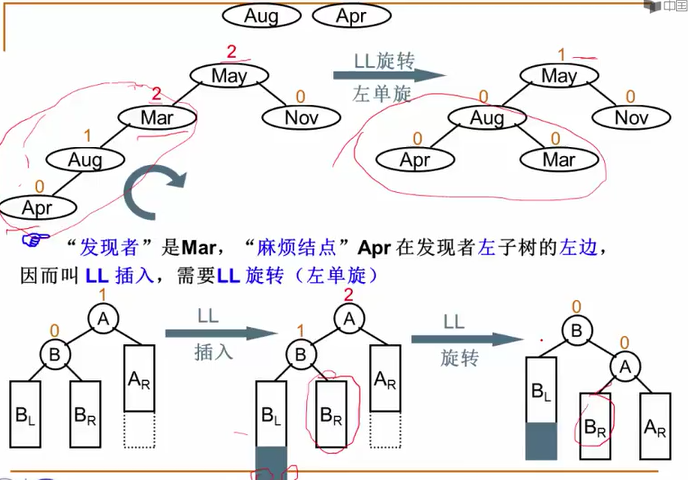 中国
Aug Apr
2 LL旋转 1
May 左单旋 May
2 0 0 0
Mar Nov Aug Nov
1 0 0
Aug Apr Mar
0
Apr
“发现者”是Mar,“麻烦结点”Apr 在发现者左子树的左边,
因而叫 LL 插入,需要LL 旋转(左单旋)
1 2 0
A LL A LL B
0 插入 1 旋转 0
B B A
AR AR BL
BL BR BL BR BR AR